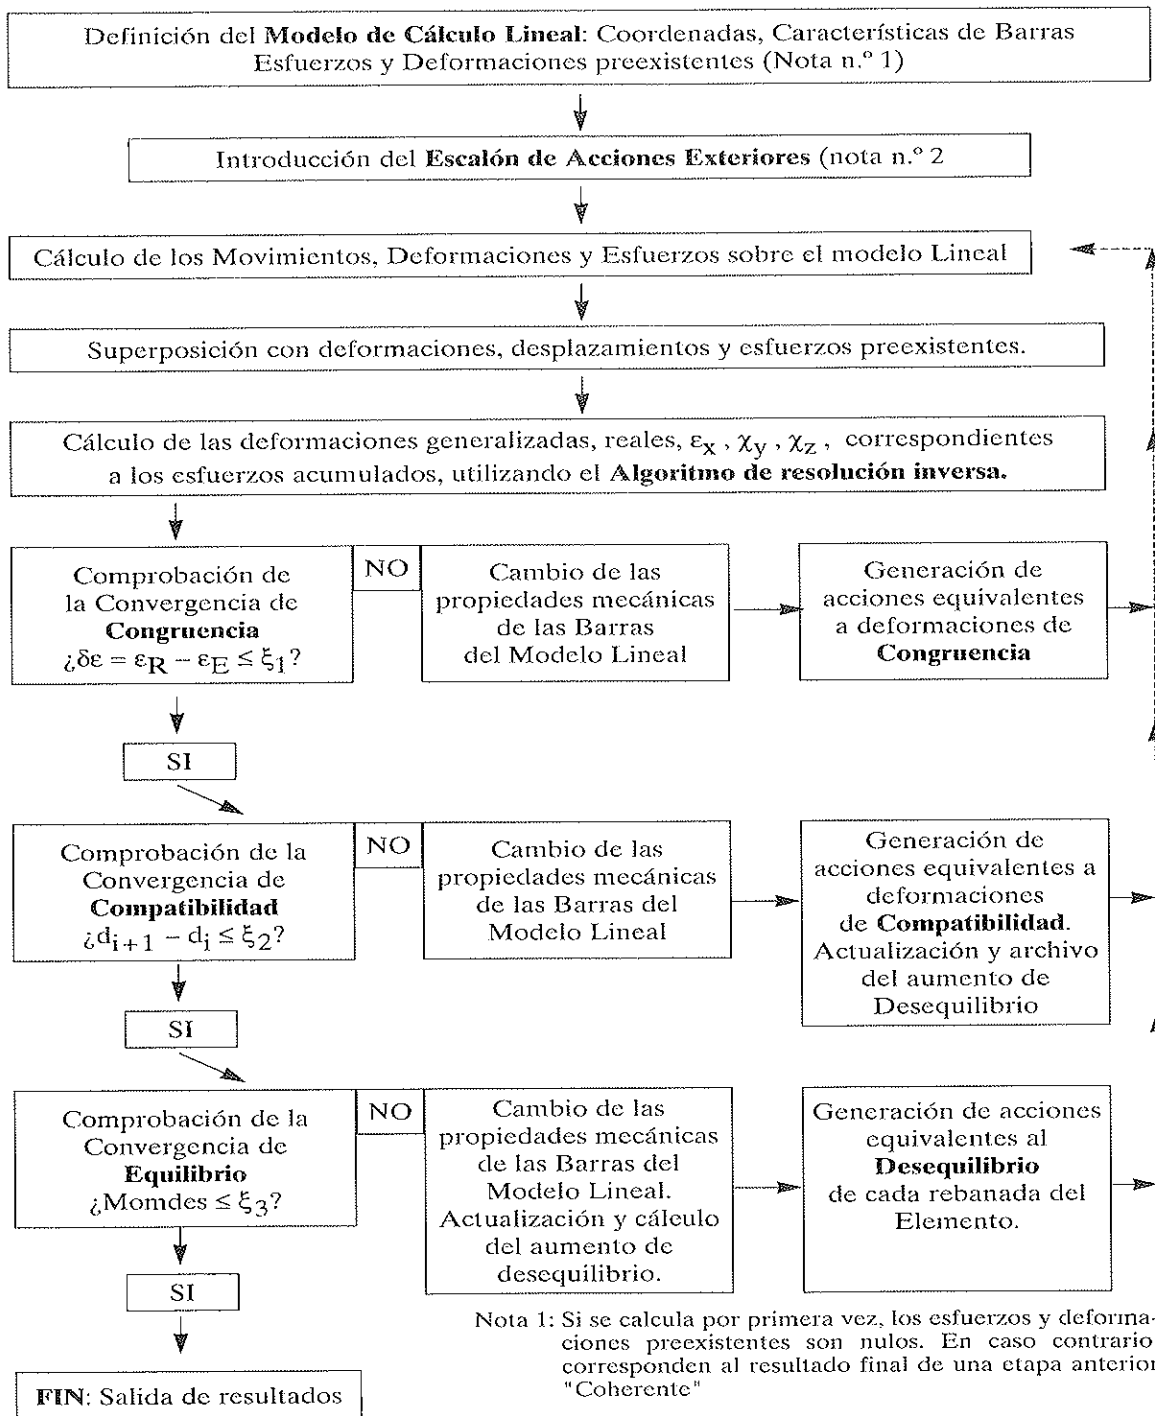 Definición del Modelo de Cálculo Lineal: Coordenadas, Características de Barras
Esfuerzos y Deformaciones preexistentes (Nota n.º 1)
Introducción del Escalón de Acciones Exteriores (nota n.º 2
Cálculo de los Movimientos, Deformaciones y Esfuerzos sobre el modelo Lineal
Superposición con deformaciones, desplazamientos y esfuerzos preexistentes.
Cálculo de las deformaciones generalizadas, reales, εx , χy , χz , correspondientes
a los esfuerzos acumulados, utilizando el Algoritmo de resolución inversa.
Comprobación de
la Convergencia de
Congruencia
¿δε = εR − εE ≤ ξ1?
NO
Cambio de las
propiedades mecánicas
de las Barras
del Modelo Lineal
Generación de
acciones equivalentes
a deformaciones de
Congruencia
SI
Comprobación de la
Convergencia de
Compatibilidad
¿di+1 − di ≤ ξ2?
NO
Cambio de las
propiedades mecánicas
de las Barras del
Modelo Lineal
Generación de
acciones equivalentes a
deformaciones
de Compatibilidad.
Actualización y archivo
del aumento de
Desequilibrio
SI
Comprobación de la
Convergencia de
Equilibrio
¿Momdes ≤ ξ3?
NO
Cambio de las
propiedades mecánicas
de las Barras del
Modelo Lineal.
Actualización y cálculo
del aumento de
desequilibrio.
Generación de acciones
equivalentes al
Desequilibrio
de cada rebanada del
Elemento.
SI
FIN: Salida de resultados
Nota 1: Si se calcula por primera vez, los esfuerzos y deforma-
ciones preexistentes son nulos. En caso contrario
corresponden al resultado final de una etapa anterior
"Coherente"